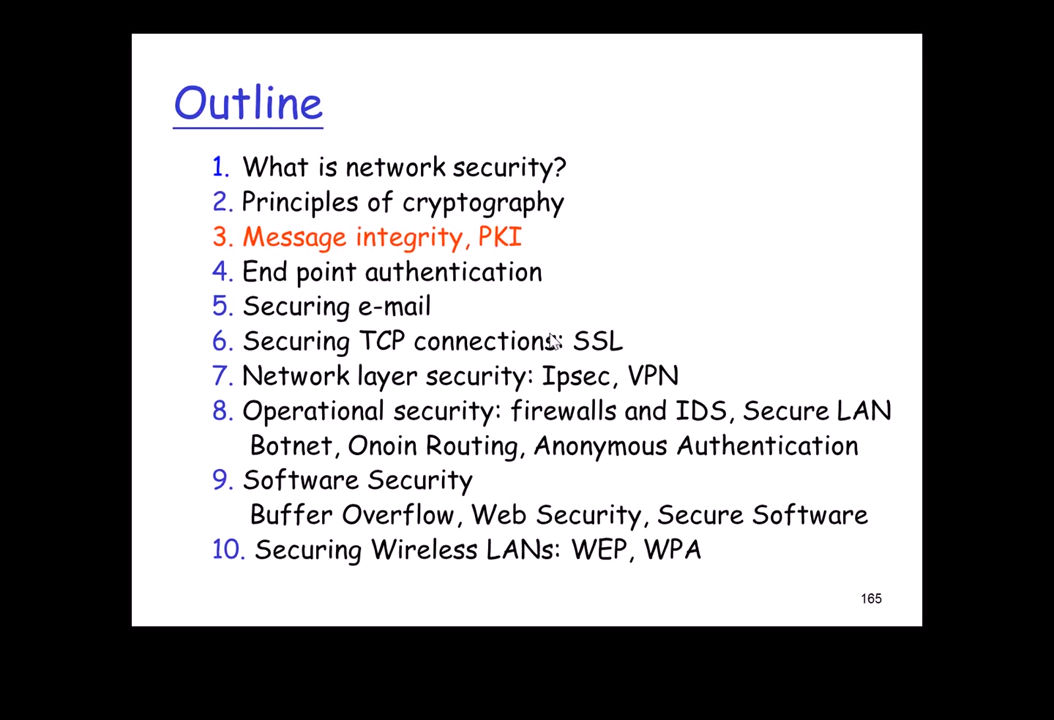 Outline
1. What is network security?
2. Principles of cryptography
3. Message integrity, PKI
4. End point authentication
5. Securing e-mail
6. Securing TCP connections: SSL
7. Network layer security: Ipsec, VPN
8. Operational security: firewalls and IDS, Secure LAN
Botnet, Onoin Routing, Anonymous Authentication
9. Software Security
Buffer Overflow, Web Security, Secure Software
10. Securing Wireless LANs: WEP, WPA
165